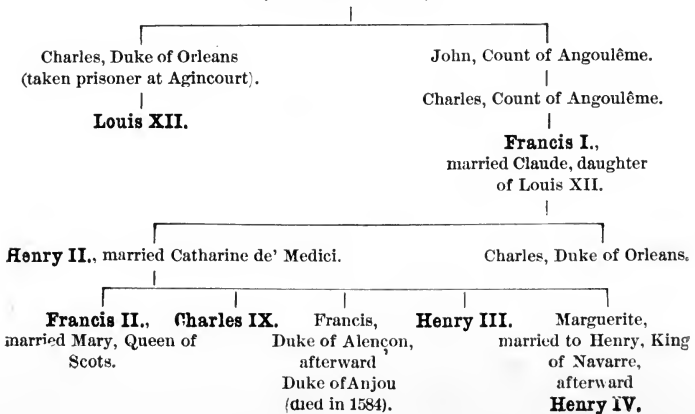 Charles, Duke of Orleans
(taken prisoner at Agincourt).
Louis XII.
John, Count of Angoulême.
Charles, Count of Angoulême.
Francis I.,
married Claude, daughter
of Louis XII.
Henry II., married Catharine de' Medici.
Charles, Duke of Orleans.
Francis II.,
married Mary, Queen of
Scots.
Charles IX.
Francis,
Duke of Alençon,
afterward
Duke of Anjou
(died in 1584).
Henry III.
Marguerite,
married to Henry, King
of Navarre,
afterward
Henry IV.